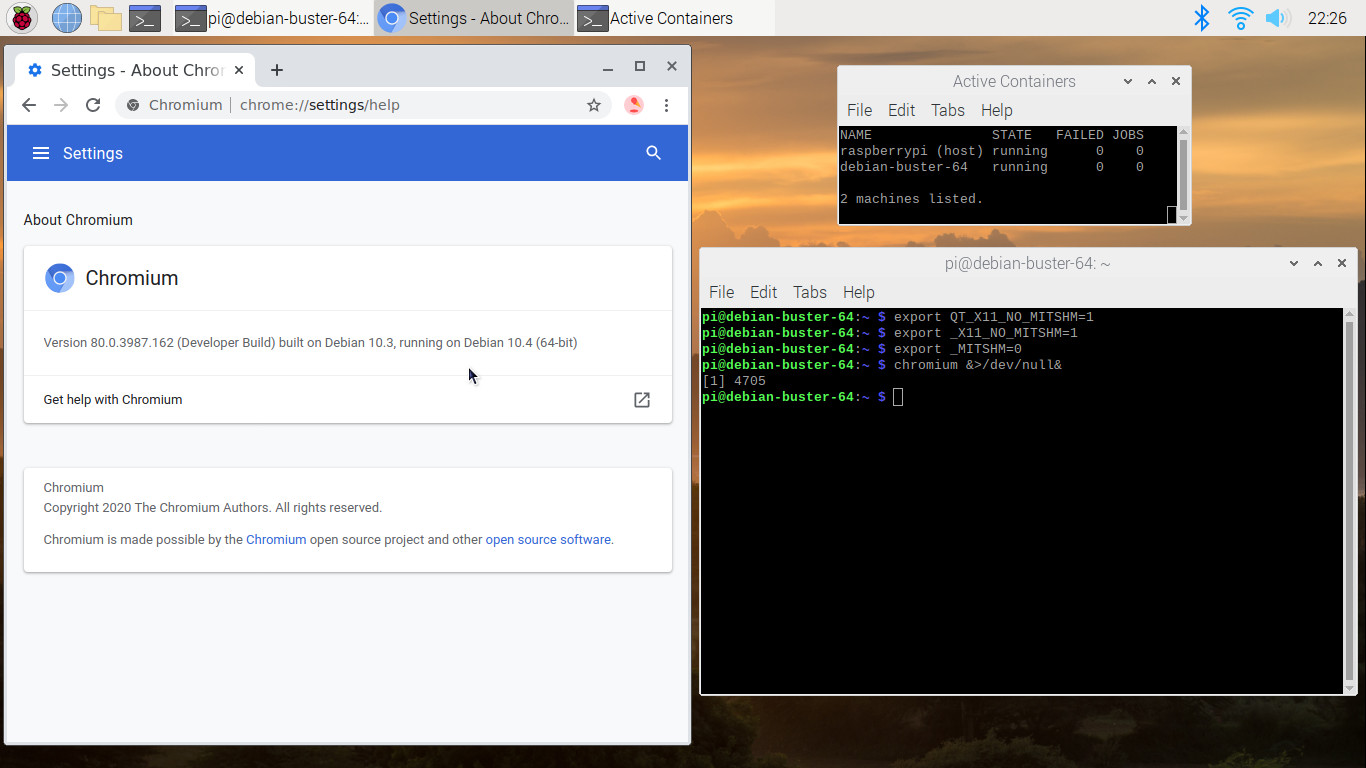 pi@debian-buster-64:...
Settings - About Chro...
Active Containers
22:26
Settings - About Chro
Chromium
chrome://settings/help
Settings
About Chromium
Chromium
Version 80.0.3987.162 (Developer Build) built on Debian 10.3, running on Debian 10.4 (64-bit)
Get help with Chromium
Chromium
Copyright 2020 The Chromium Authors. All rights reserved.
Chromium is made possible by the Chromium open source project and other open source software.
Active Containers
File Edit Tabs Help
NAME STATE FAILED JOBS
raspberrypi (host) running 0 0
debian-buster-64 running 0 0
2 machines listed.
pi@debian-buster-64: ~
File Edit Tabs Help
pi@debian-buster-64:~ $ export QT_X11_NO_MITSHM=1
pi@debian-buster-64:~ $ export _X11_NO_MITSHM=1
pi@debian-buster-64:~ $ export _MITSHM=0
pi@debian-buster-64:~ $ chromium &>/dev/null&
[1] 4705
pi@debian-buster-64:~ $